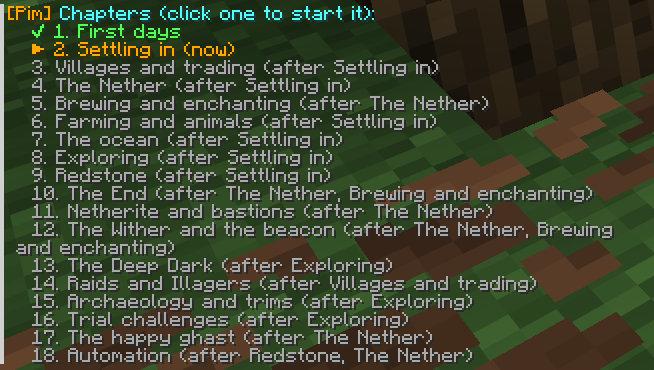 [Pim] Chapters (click one to start it):
✔ 1. First days
▶ 2. Settling in (now)
3. Villages and trading (after Settling in)
4. The Nether (after Settling in)
5. Brewing and enchanting (after The Nether)
6. Farming and animals (after Settling in)
7. The ocean (after Settling in)
8. Exploring (after Settling in)
9. Redstone (after Settling in)
10. The End (after The Nether, Brewing and enchanting)
11. Netherite and bastions (after The Nether)
12. The Wither and the beacon (after The Nether, Brewing
and enchanting)
13. The Deep Dark (after Exploring)
14. Raids and Illagers (after Villages and trading)
15. Archaeology and trims (after Exploring)
16. Trial challenges (after Exploring)
17. The happy ghast (after The Nether)
18. Automation (after Redstone, The Nether)